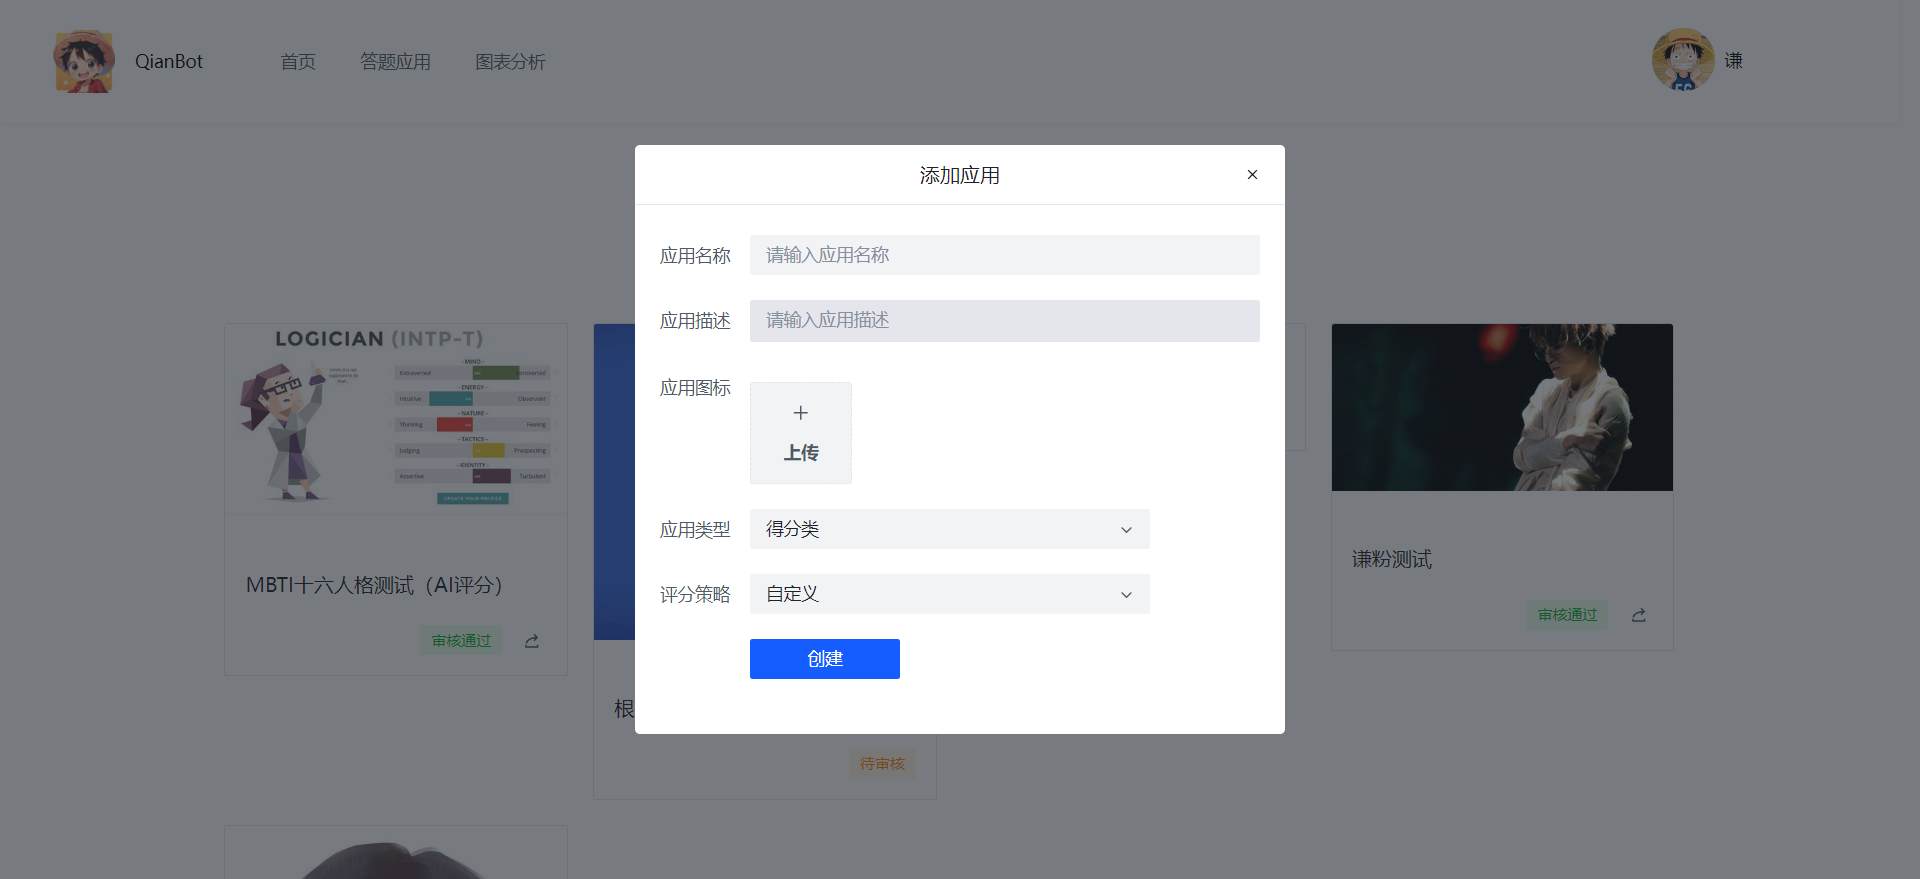 QianBot
首页
答题应用
图表分析
谦
添加应用
应用名称
请输入应用名称
应用描述
请输入应用描述
应用图标
上传
应用类型
得分类
评分策略
自定义
创建
LOGICIAN (INTP-T)
- MIND -
Extraverted
- ENERGY -
Intuitive
Observant
- NATURE -
Thinking
Feeling
- TACTICS -
Judging
Prospecting
- IDENTITY -
Assertive
Turbulent
UPDATE YOUR PROFILE
MBTI十六人格测试（AI评分）
审核通过
根
待审核
谦粉测试
审核通过